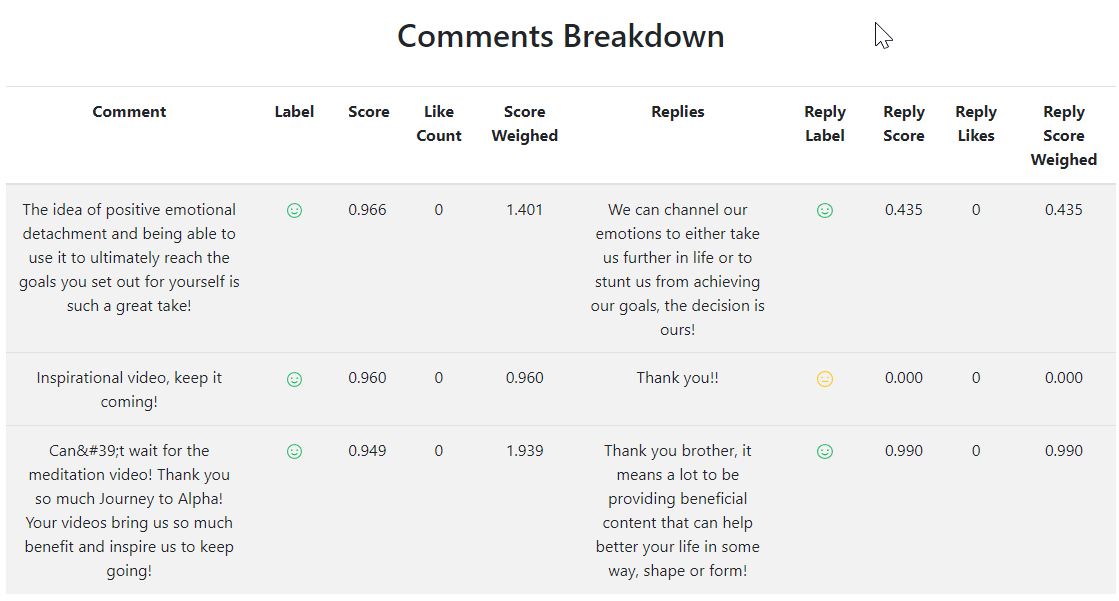 Comments Breakdown
Comment Label Score Like Count Score Weighed Replies Reply Label Reply Score Reply Likes Reply Score Weighed
The idea of positive emotional
detachment and being able to
use it to ultimately reach the
goals you set out for yourself is
such a great take!
0.966
0
1.401
We can channel our
emotions to either take
us further in life or to
stunt us from achieving
our goals, the decision is
ours!
0.435
0
0.435
Inspirational video, keep it
coming!
0.960
0
0.960
Thank you!!
0.000
0
0.000
Can&#39;t wait for the
meditation video! Thank you
so much Journey to Alpha!
Your videos bring us so much
benefit and inspire us to keep
going!
0.949
0
1.939
Thank you brother, it
means a lot to be
providing beneficial
content that can help
better your life in some
way, shape or form!
0.990
0
0.990